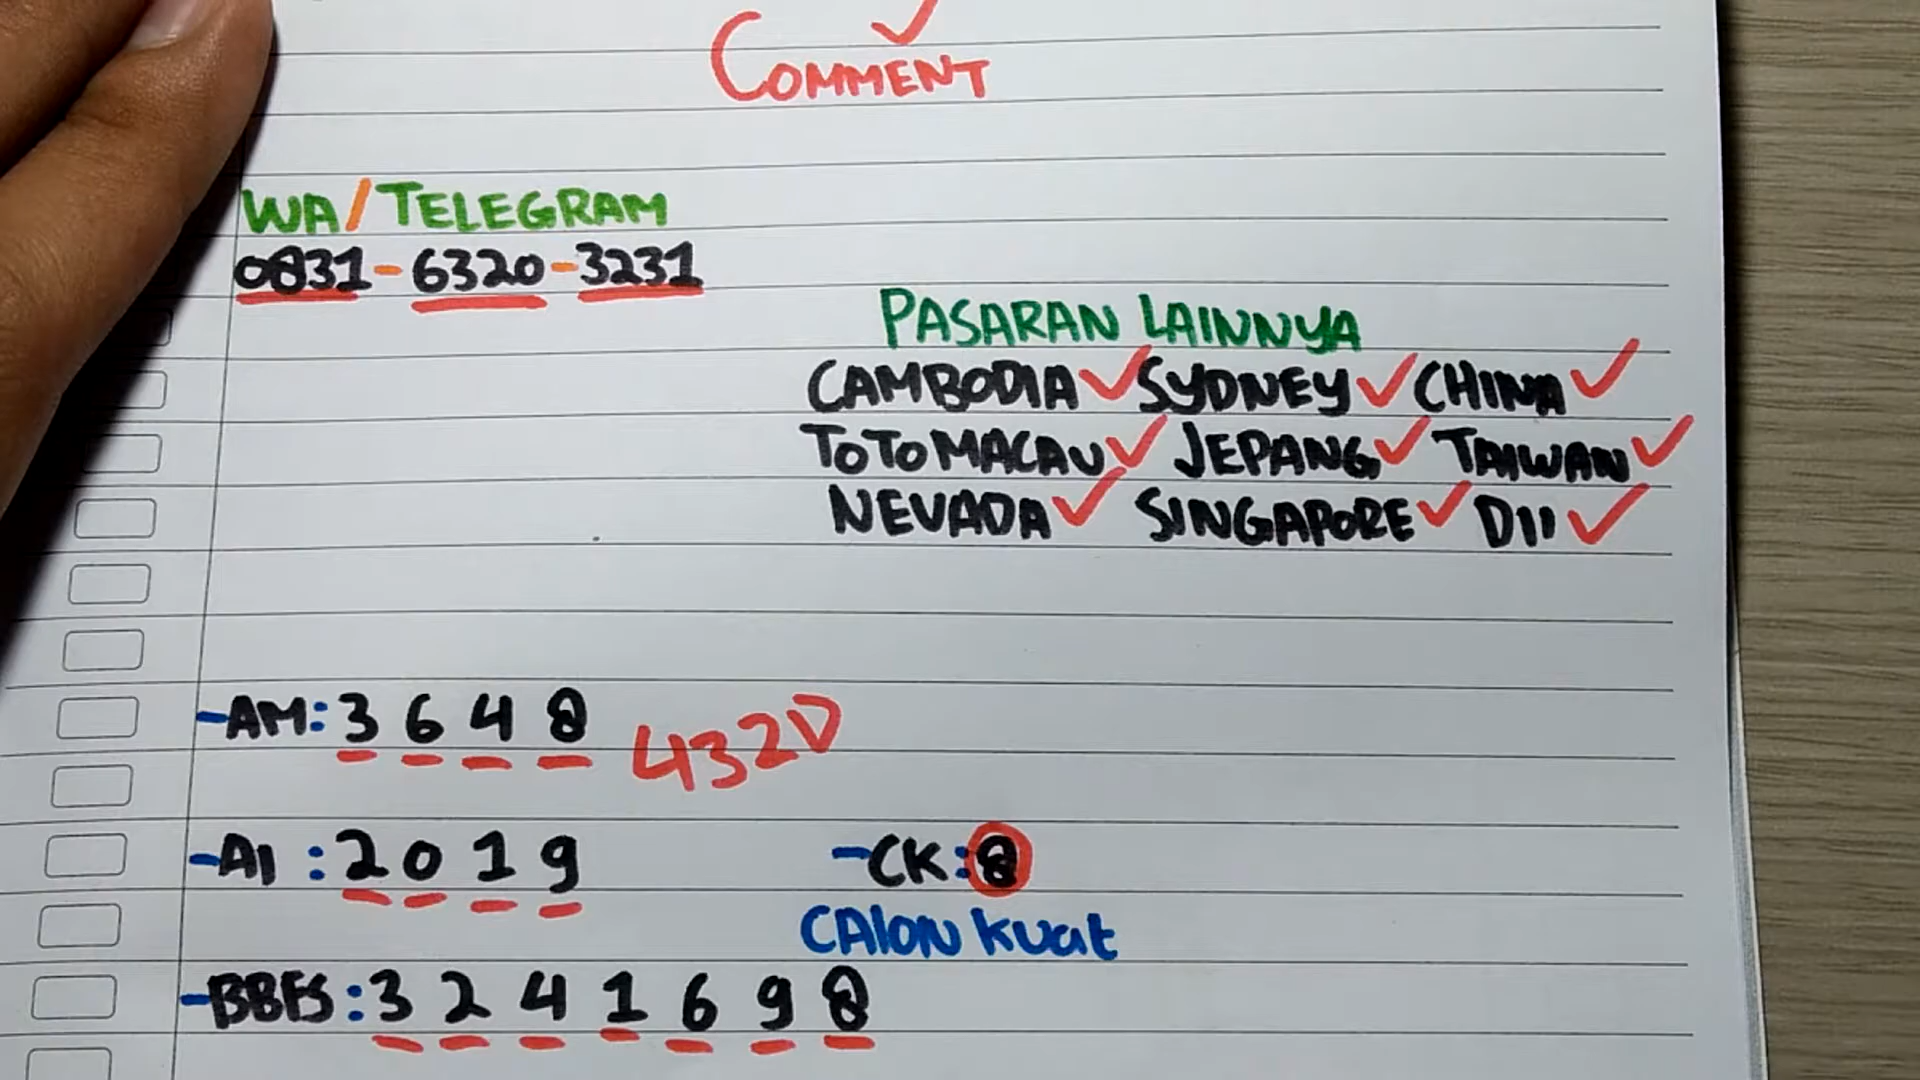 COMMENT
WA/TELEGRAM
0831-6320-3231
PASARAN LAINNYA
CAMBODIA ✓ SYDNEY ✓ CHINA ✓
TOTOMACAU ✓ JEPANG ✓ TAIWAN ✓
NEVADA ✓ SINGAPORE ✓ Dll ✓
-AM: 3 6 4 8 432D
-AI : 2 0 1 9 -CK: 8
CAlON kuat
-BBFS: 3 2 4 1 6 9 8